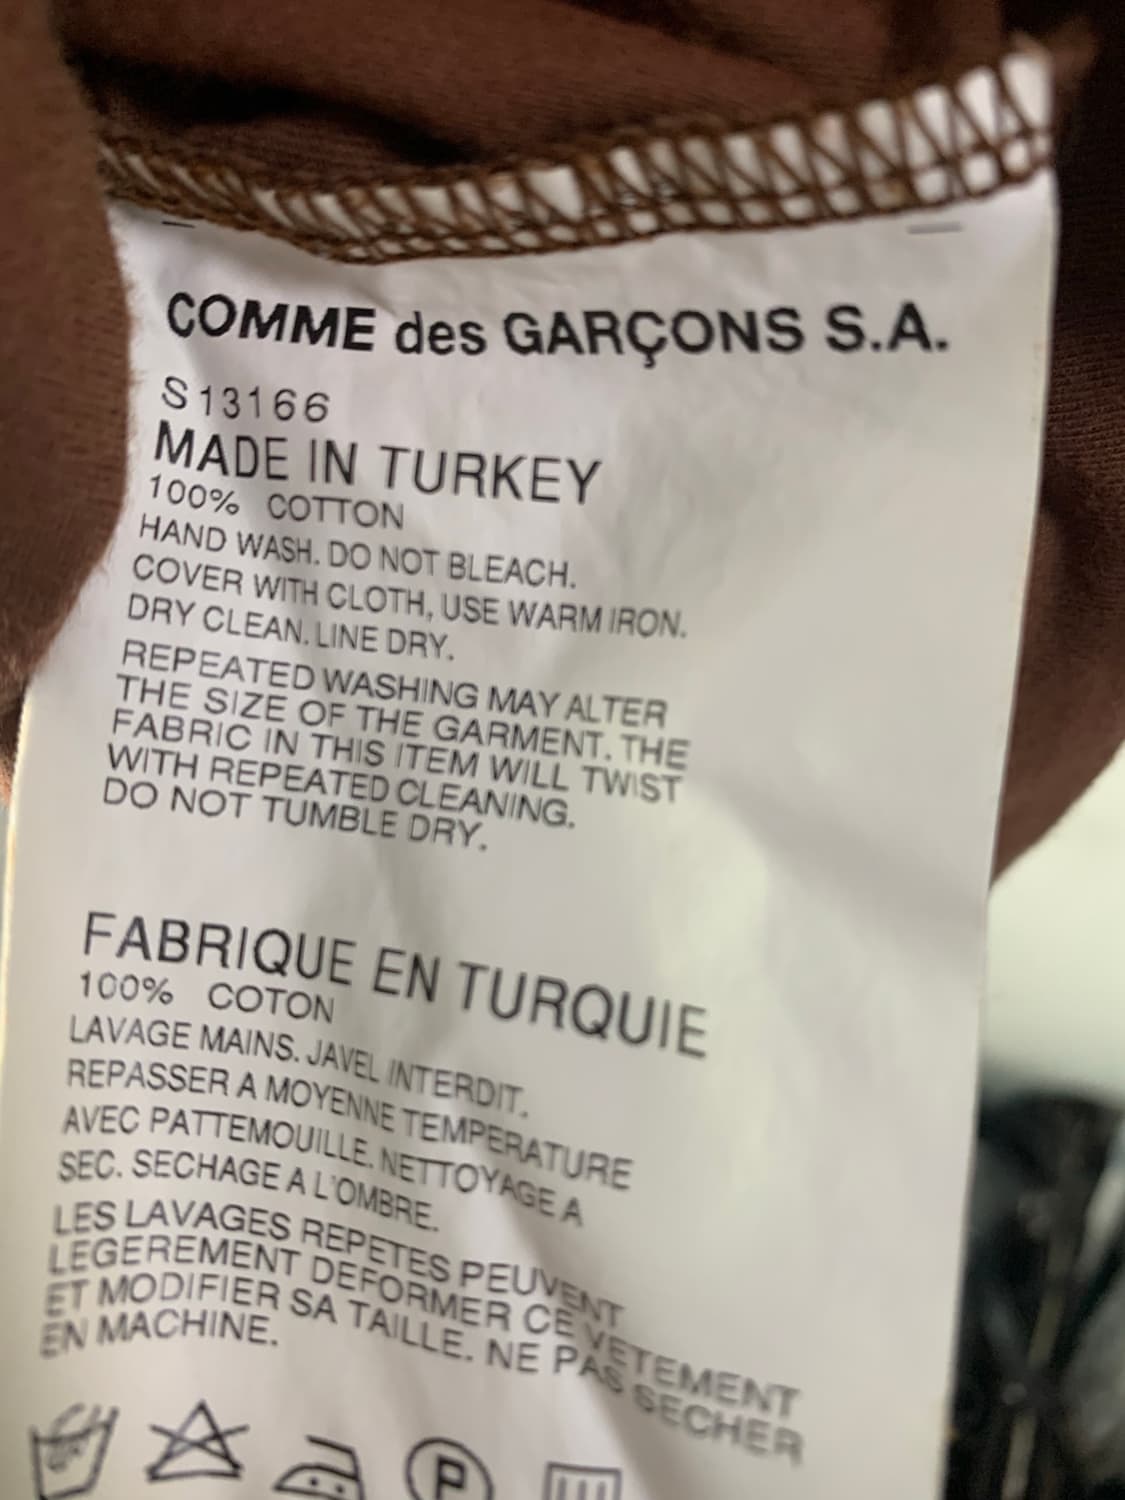 COMME des GARÇONS S.A.
S 13166
MADE IN TURKEY
100% COTTON
HAND WASH. DO NOT BLEACH.
COVER WITH CLOTH, USE WARM IRON.
DRY CLEAN. LINE DRY.
REPEATED WASHING MAY ALTER
THE SIZE OF THE GARMENT. THE
FABRIC IN THIS ITEM WILL TWIST
WITH REPEATED CLEANING.
DO NOT TUMBLE DRY.
FABRIQUE EN TURQUIE
100% COTON
LAVAGE MAINS. JAVEL INTERDIT.
REPASSER A MOYENNE TEMPERATURE
AVEC PATTEMOUILLE. NETTOYAGE A
SEC. SECHAGE A L'OMBRE.
LES LAVAGES REPETES PEUVENT
LEGEREMENT DEFORMER CE VETEMENT
ET MODIFIER SA TAILLE. NE PAS SECHER
EN MACHINE.
P